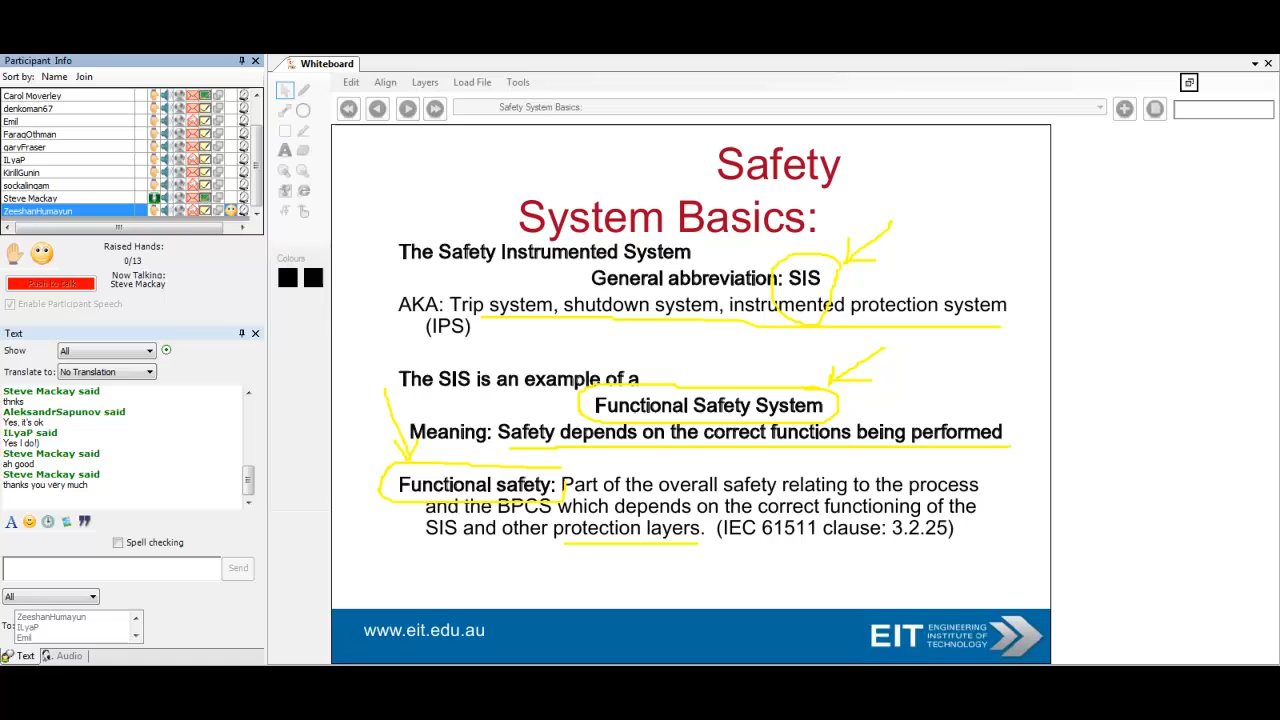 Participant Info
Sort by: Name Join
Carol Moverley
denkoman67
Emil
FaraqOthman
garyFraser
ILyaP
KirillGunin
sockalingam
Steve Mackay
ZeeshanHumayun
Raised Hands:
0/13
Now Talking:
Steve Mackay
Push to talk
Enable Participant Speech
Text
Show All
Translate to: No Translation
Steve Mackay said
thnks
AleksandrSapunov said
Yes, it's ok
ILyaP said
Yes I do!)
Steve Mackay said
ah good
Steve Mackay said
thanks you very much
Spell checking
Send
All
To:
ZeeshanHumayun
ILyaP
Emil
Text Audio
Whiteboard
Edit Align Layers Load File Tools
Safety System Basics:
Colours
Safety
System Basics:
The Safety Instrumented System
General abbreviation: SIS
AKA: Trip system, shutdown system, instrumented protection system
(IPS)
The SIS is an example of a
Functional Safety System
Meaning: Safety depends on the correct functions being performed
Functional safety: Part of the overall safety relating to the process
and the BPCS which depends on the correct functioning of the
SIS and other protection layers. (IEC 61511 clause: 3.2.25)
www.eit.edu.au
EIT ENGINEERING
INSTITUTE OF
TECHNOLOGY